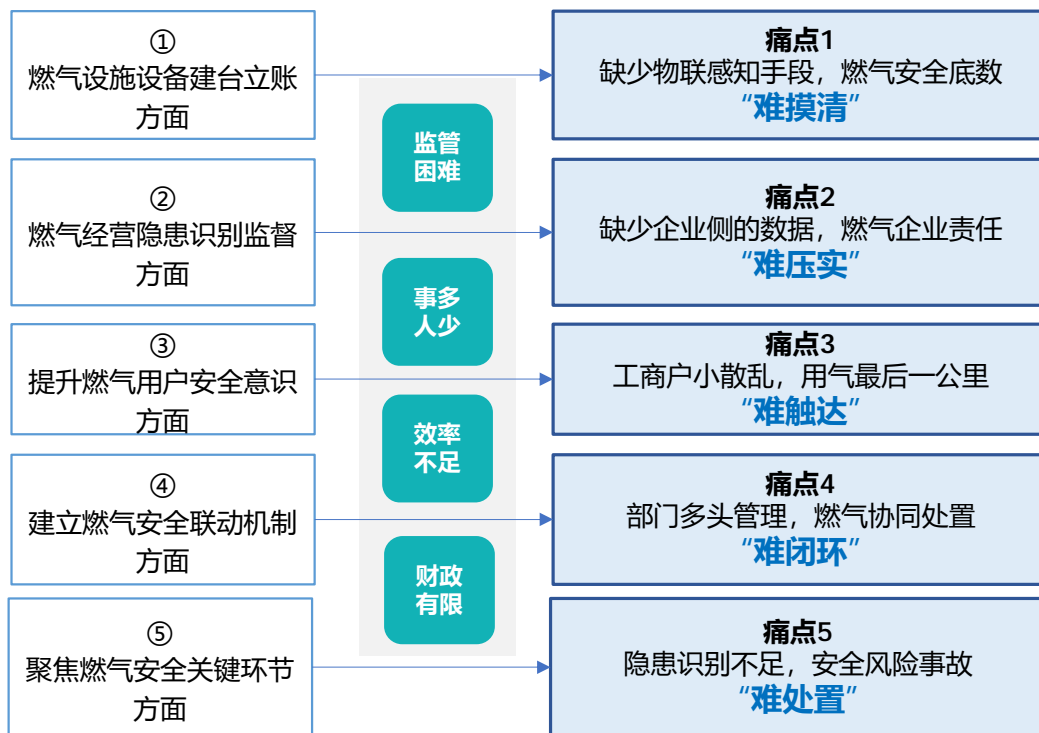 ①
燃气设施设备建台立账
方面
②
燃气经营隐患识别监督
方面
③
提升燃气用户安全意识
方面
④
建立燃气安全联动机制
方面
⑤
聚焦燃气安全关键环节
方面
监管
困难
事多
人少
效率
不足
财政
有限
痛点1
缺少物联感知手段，燃气安全底数
“难摸清”
痛点2
缺少企业侧的数据，燃气企业责任
“难压实”
痛点3
工商户小散乱，用气最后一公里
“难触达”
痛点4
部门多头管理，燃气协同处置
“难闭环”
痛点5
隐患识别不足，安全风险事故
“难处置”